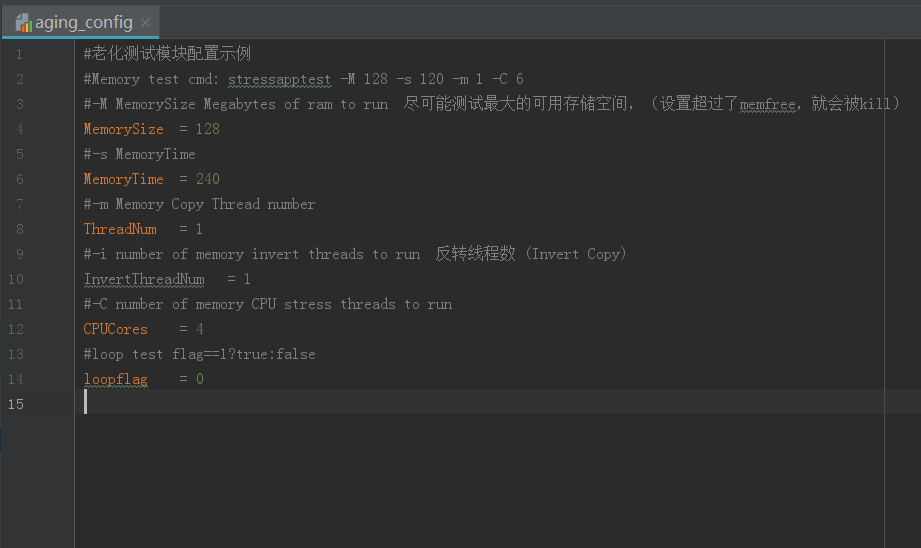 aging_config
1 #老化测试模块配置示例
2 #Memory test cmd: stressapptest -M 128 -s 120 -m 1 -C 6
3 #-M MemorySize Megabytes of ram to run 尽可能测试最大的可用存储空间，（设置超过了memfree，就会被kill）
4 MemorySize = 128
5 #-s MemoryTime
6 MemoryTime = 240
7 #-m Memory Copy Thread number
8 ThreadNum = 1
9 #-i number of memory invert threads to run 反转线程数 (Invert Copy)
10 InvertThreadNum = 1
11 #-C number of memory CPU stress threads to run
12 CPUCores = 4
13 #loop test flag==1?true:false
14 loopflag = 0
15